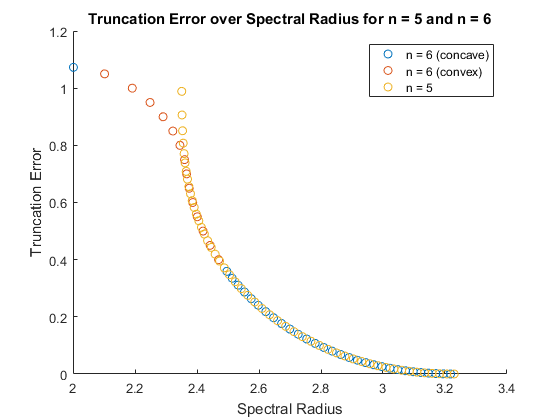 Truncation Error over Spectral Radius for n = 5 and n = 6
1.2
1
0.8
0.6
0.4
0.2
0
Truncation Error
n = 6 (concave)
n = 6 (convex)
n = 5
2 2.2 2.4 2.6 2.8 3 3.2 3.4
Spectral Radius